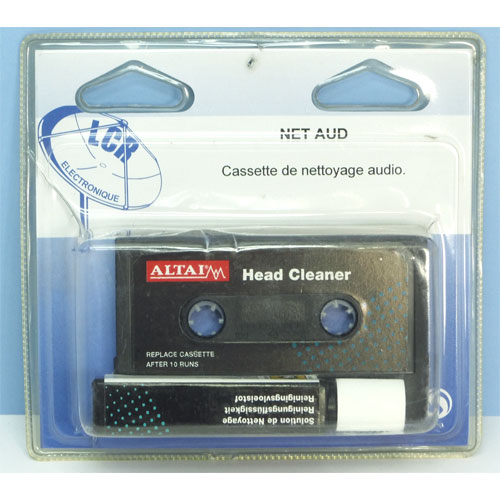 LCR
ELECTRONIQUE
NET AUD
Cassette de nettoyage audio.
ALTAI
Head Cleaner
REPLACE CASSETTE
AFTER 10 RUNS
Solution de Nettoyage
Reinigungsflüssigkeit
Reinigingsvloeistof